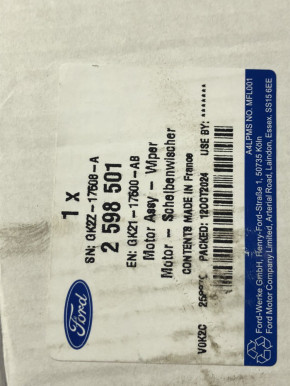 Ford
1 x
SN: GK2Z-17508-A
2 598 501
EN: GK21-17500-AB
Motor Assy - Wiper
Motor - Scheibenwischer
CONTENTS MADE IN France
PACKED: 12OCT2024 USE BY: *******
V0K2C
A4LPMS NO. MFL001
Ford-Werke GmbH, Henry-Ford-Straße 1, 50735 Köln
Ford Motor Company Limited, Arterial Road, Laindon, Essex. SS15 6EE